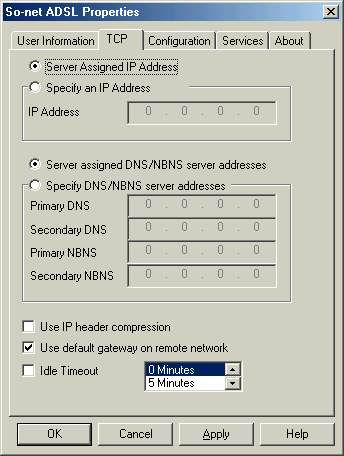 So-net ADSL Properties
User Information TCP Configuration Services About
Server Assigned IP Address
Specify an IP Address
IP Address 0 . 0 . 0 . 0
Server assigned DNS/NBNS server addresses
Specify DNS/NBNS server addresses
Primary DNS 0 . 0 . 0 . 0
Secondary DNS 0 . 0 . 0 . 0
Primary NBNS 0 . 0 . 0 . 0
Secondary NBNS 0 . 0 . 0 . 0
Use IP header compression
Use default gateway on remote network
Idle Timeout 0 Minutes
5 Minutes
OK Cancel Apply Help